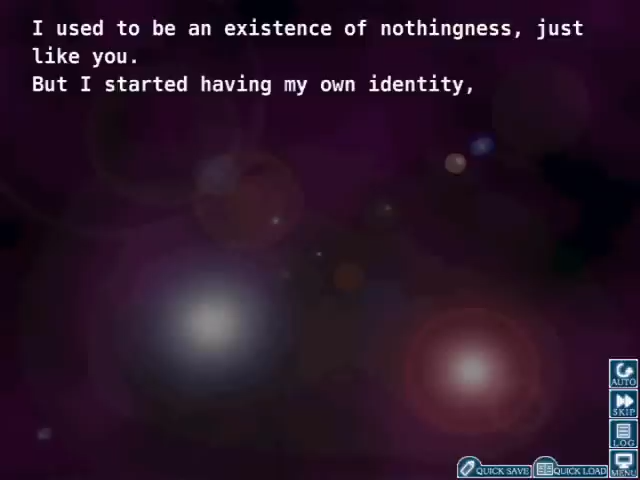 I used to be an existence of nothingness, just
like you.
But I started having my own identity,
AUTO
SKIP
LOG
MENU
QUICK SAVE
QUICK LOAD